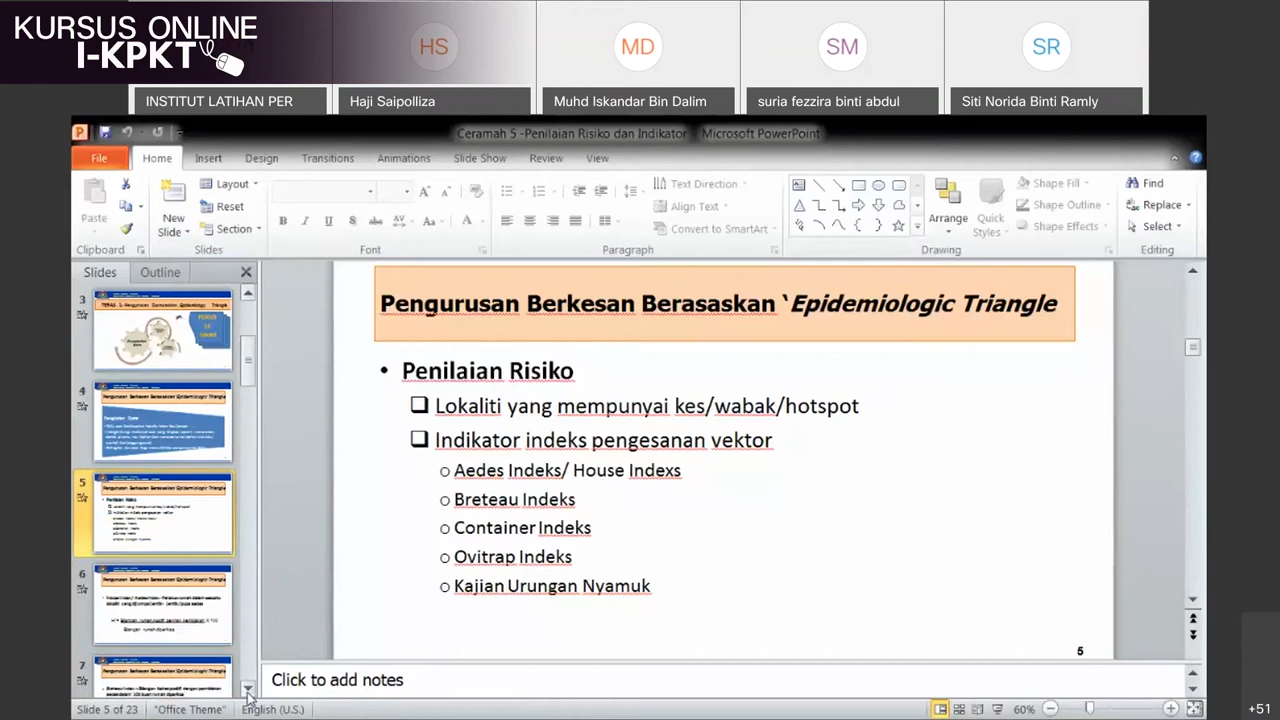 KURSUS ONLINE
I-KPKT
HS
MD
SM
SR
INSTITUT LATIHAN PER
Haji Saipolliza
Muhd Iskandar Bin Dalim
suria fezzira binti abdul
Siti Norida Binti Ramly
Ceramah 5 -Penilaian Risiko dan Indikator - Microsoft PowerPoint
File Home Insert Design Transitions Animations Slide Show Review View
Paste
Clipboard
New Slide
Layout
Reset
Section
Slides
Font
Text Direction
Align Text
Convert to SmartArt
Paragraph
Arrange
Quick Styles
Shape Fill
Shape Outline
Shape Effects
Drawing
Find
Replace
Select
Editing
Slides Outline
3
4
5
6
7
Pengurusan Berkesan Berasaskan ‘Epidemiologic Triangle
• Penilaian Risiko
❑ Lokaliti yang mempunyai kes/wabak/hotspot
❑ Indikator indeks pengesanan vektor
o Aedes Indeks/ House Indexs
o Breteau Indeks
o Container Indeks
o Ovitrap Indeks
o Kajian Urungan Nyamuk
5
Click to add notes
Slide 5 of 23 "Office Theme" English (U.S.) 60%
+51